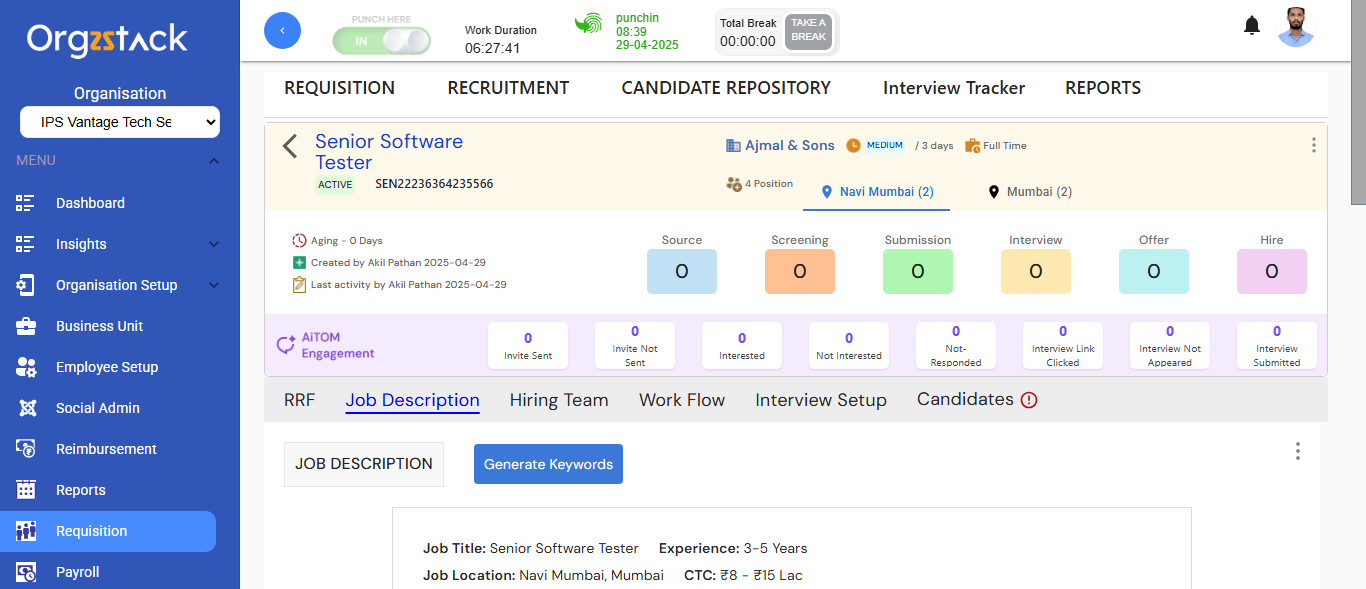 Orgzstack
Organisation
IPS Vantage Tech Se
MENU
Dashboard
Insights
Organisation Setup
Business Unit
Employee Setup
Social Admin
Reimbursement
Reports
Requisition
Payroll
PUNCH HERE
IN
Work Duration
06:27:41
punchin
08:39
29-04-2025
Total Break
00:00:00
TAKE A
BREAK
REQUISITION RECRUITMENT CANDIDATE REPOSITORY Interview Tracker REPORTS
Senior Software
Tester
ACTIVE SEN22236364235566
Ajmal & Sons MEDIUM / 3 days Full Time
4 Position Navi Mumbai (2) Mumbai (2)
Aging - 0 Days
Created by Akil Pathan 2025-04-29
Last activity by Akil Pathan 2025-04-29
Source Screening Submission Interview Offer Hire
0 0 0 0 0 0
AiTOM
Engagement
0
Invite Sent
0
Invite Not
Sent
0
Interested
0
Not Interested
0
Not-
Responded
0
Interview Link
Clicked
0
Interview Not
Appeared
0
Interview
Submitted
RRF Job Description Hiring Team Work Flow Interview Setup Candidates
JOB DESCRIPTION Generate Keywords
Job Title: Senior Software Tester Experience: 3-5 Years
Job Location: Navi Mumbai, Mumbai CTC: ₹8 - ₹15 Lac